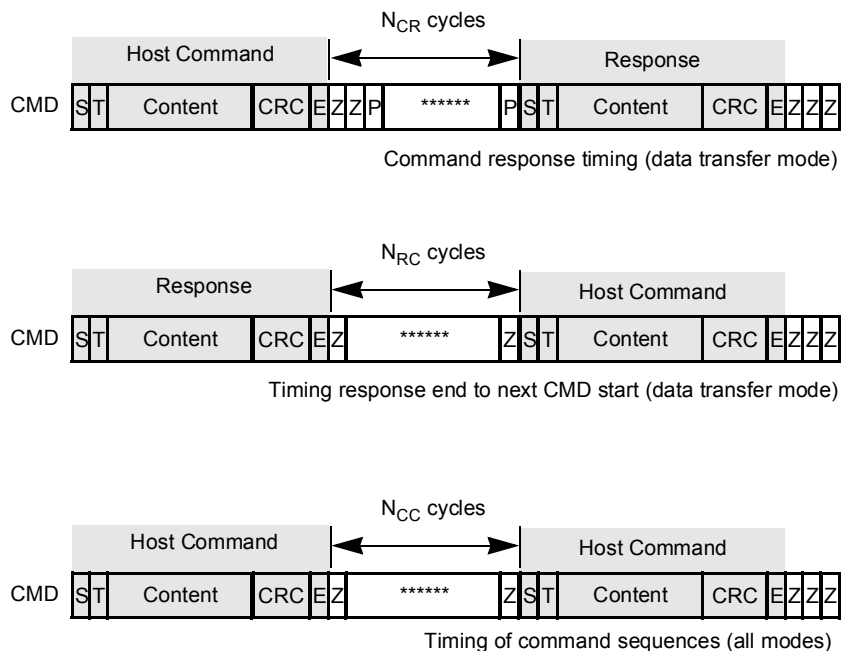 N_CR cycles
Host Command Response
CMD S T Content CRC E Z Z P ****** P S T Content CRC E Z Z Z
Command response timing (data transfer mode)
N_RC cycles
Response Host Command
CMD S T Content CRC E Z ****** Z S T Content CRC E Z Z Z
Timing response end to next CMD start (data transfer mode)
N_CC cycles
Host Command Host Command
CMD S T Content CRC E Z ****** Z S T Content CRC E Z Z Z
Timing of command sequences (all modes)